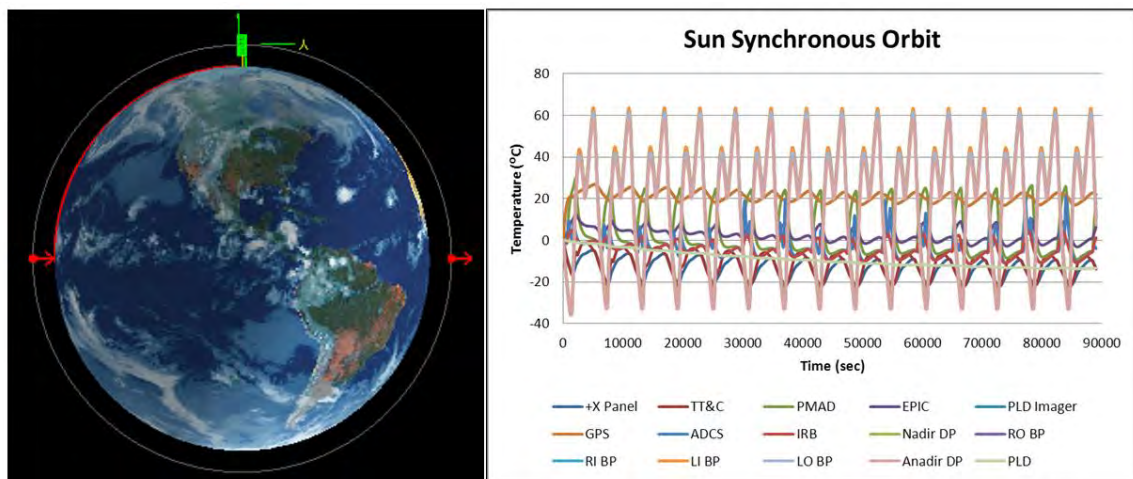 Sun Synchronous Orbit
80
60
40
20
0
-20
-40
Temperature (°C)
0 10000 20000 30000 40000 50000 60000 70000 80000 90000
Time (sec)
+X Panel TT&C PMAD EPIC PLD Imager
GPS ADCS IRB Nadir DP RO BP
RI BP LI BP LO BP Anadir DP PLD